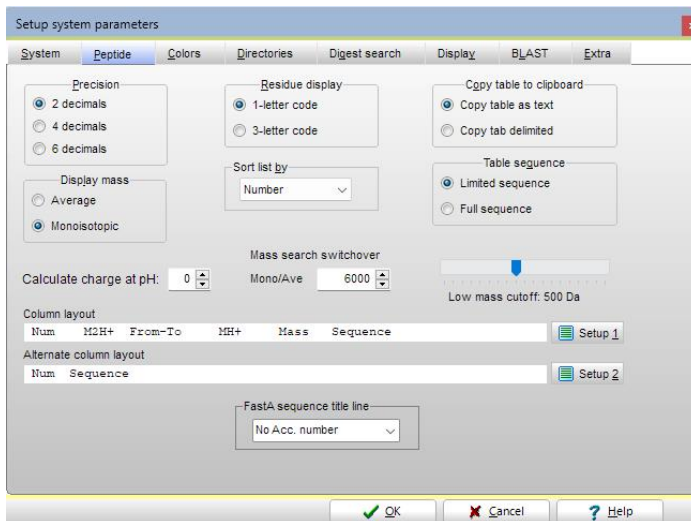 Setup system parameters
System Peptide Colors Directories Digest search Display BLAST Extra
Precision
2 decimals
4 decimals
6 decimals
Residue display
1-letter code
3-letter code
Copy table to clipboard
Copy table as text
Copy tab delimited
Display mass
Average
Monoisotopic
Sort list by
Number
Table sequence
Limited sequence
Full sequence
Calculate charge at pH: 0
Mass search switchover
Mono/Ave 6000
Low mass cutoff: 500 Da
Column layout
Num M2H+ From-To MH+ Mass Sequence
Setup 1
Alternate column layout
Num Sequence
Setup 2
FastA sequence title line
No Acc. number
OK Cancel ? Help